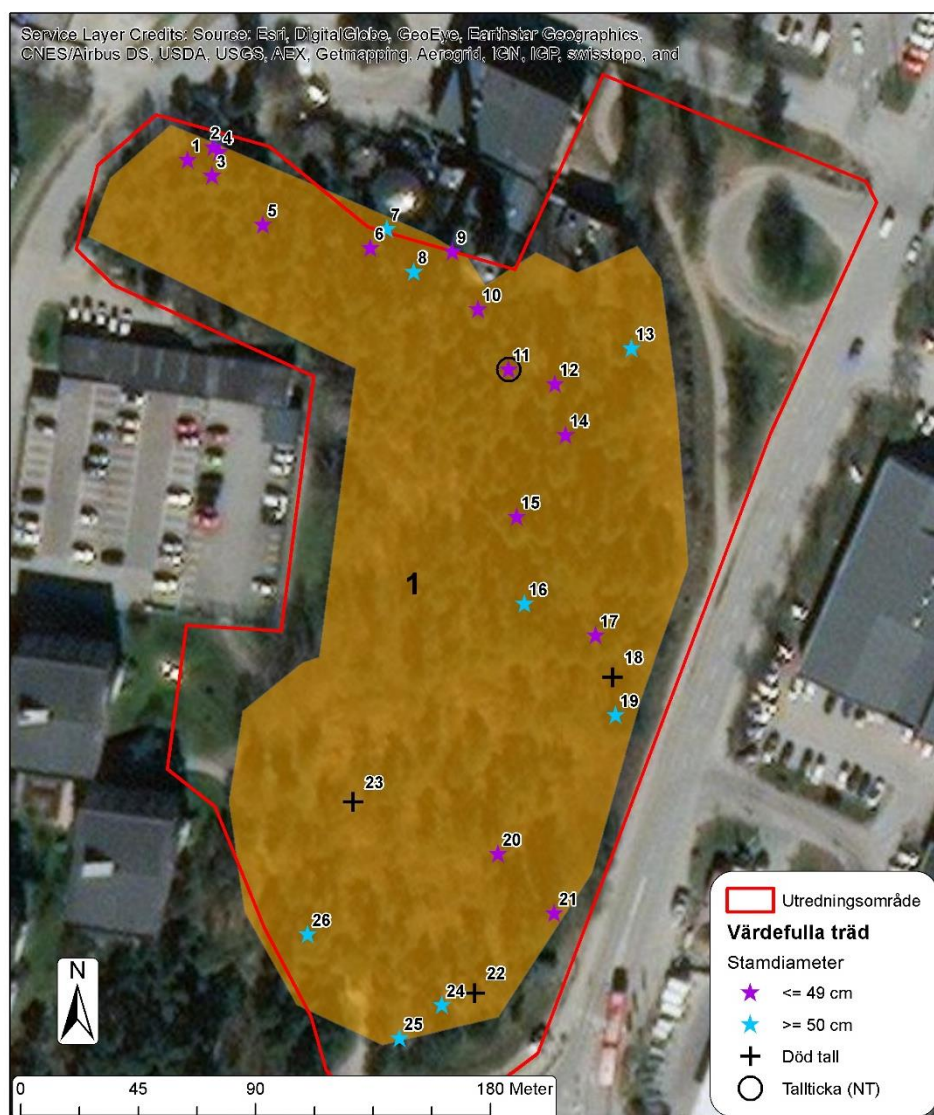 Service Layer Credits: Source: Esri, DigitalGlobe, GeoEye, Earthstar Geographics,
CNES/Airbus DS, USDA, USGS, AEX, Getmapping, Aerogrid, IGN, IGP, swisstopo, and
2 4
1
3
5
7
6
9
8
10
13
11
12
14
15
1
16
17
18
19
23
20
21
26
22
24
25
N
0 45 90 180 Meter
Utredningsområde
Värdefulla träd
Stamdiameter
<= 49 cm
>= 50 cm
Död tall
Tallticka (NT)